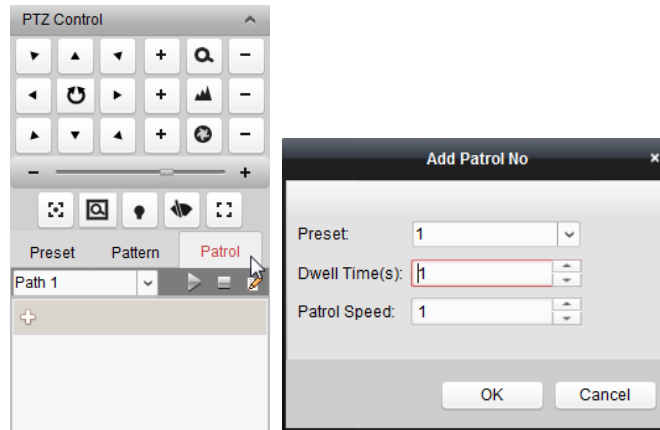 PTZ Control
Preset Pattern Patrol
Path 1
Add Patrol No
Preset: 1
Dwell Time(s): 1
Patrol Speed: 1
OK Cancel